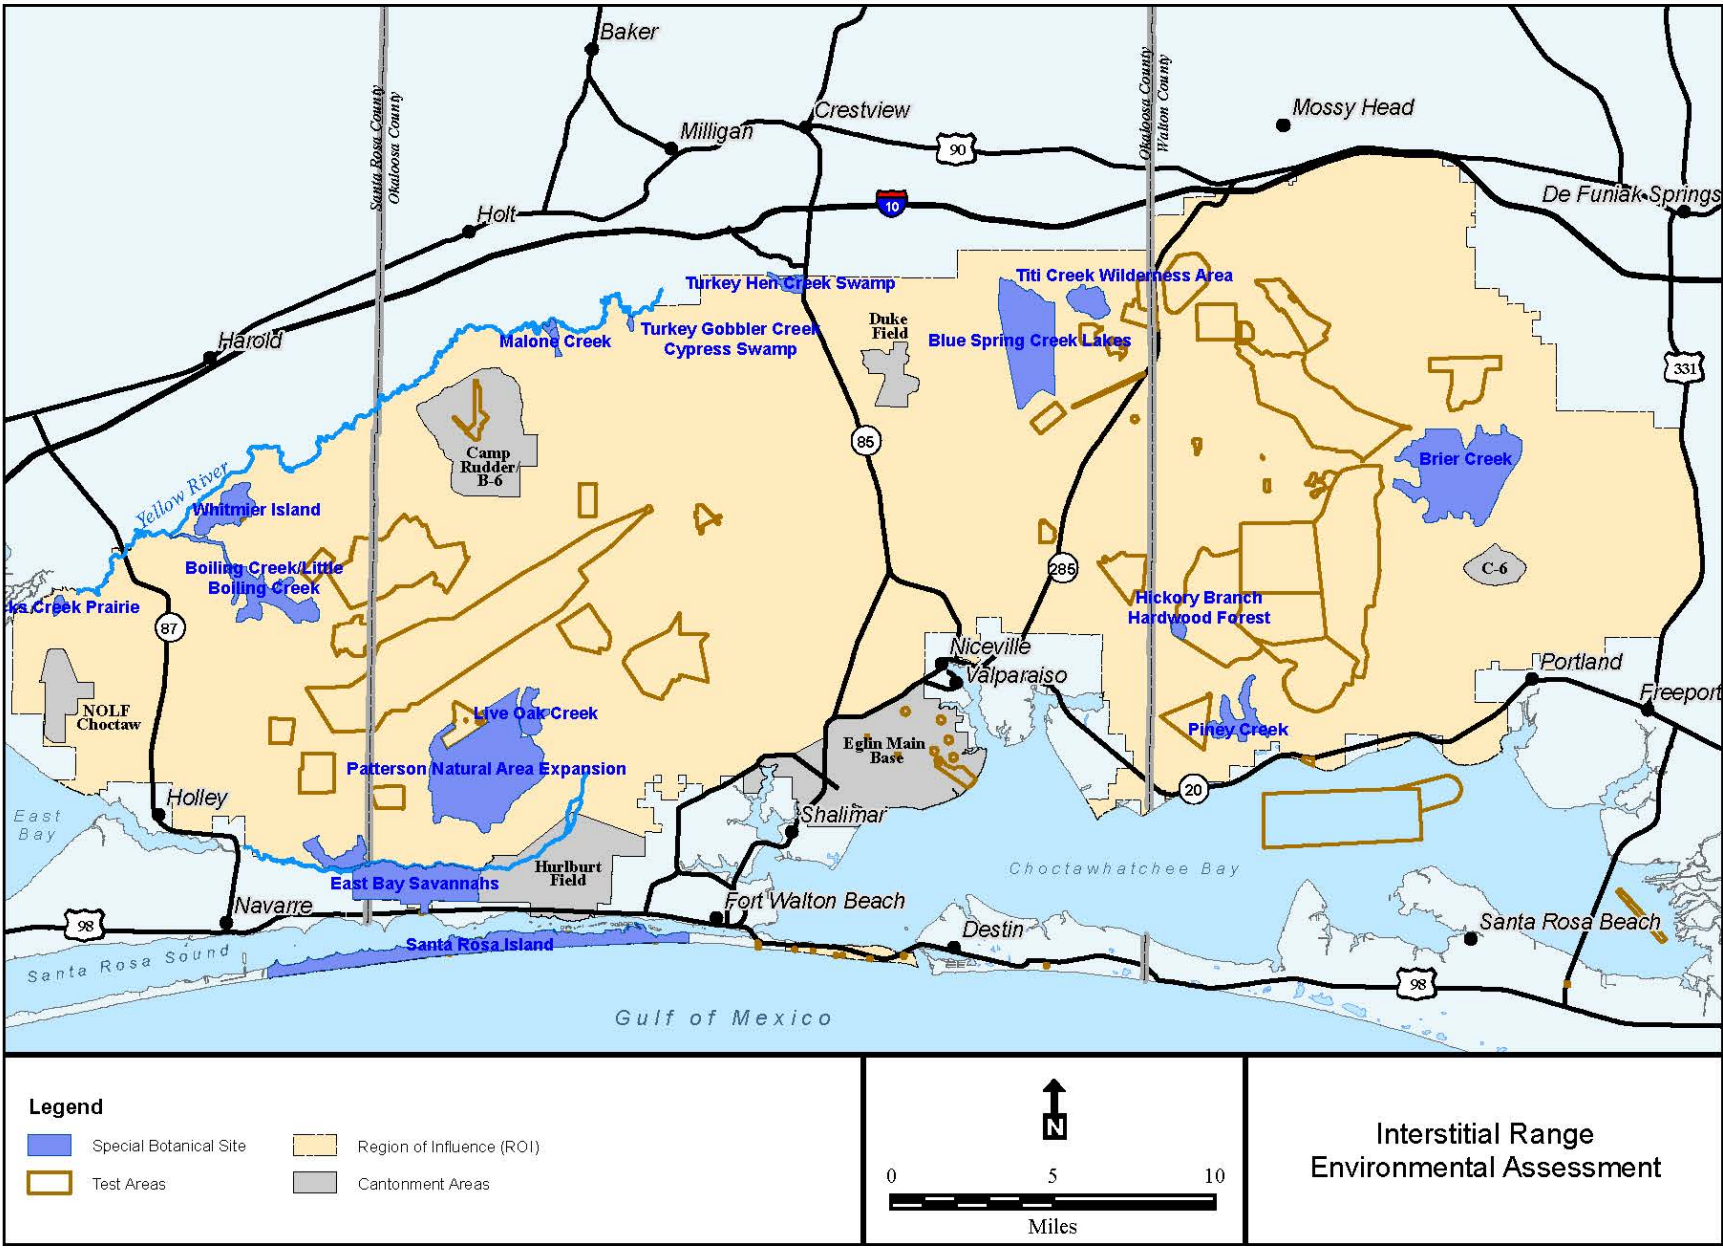 Baker
Santa Rosa County
Okaloosa County
Okaloosa County
Walton County
Crestview
Mossy Head
Milligan
90
De Funiak Springs
10
Holt
Turkey Hen Creek Swamp
Titi Creek Wilderness Area
Duke
Field
Turkey Gobbler Creek
Cypress Swamp
Malone Creek
Blue Spring Creek Lakes
Harold
331
85
Camp
Rudder/
B-6
Brier Creek
Yellow River
Whitmier Island
Boiling Creek/Little
Boiling Creek
285
C-6
ks Creek Prairie
Hickory Branch
Hardwood Forest
87
Niceville
Valparaiso
Portland
Freeport
NOLF
Choctaw
Live Oak Creek
Piney Creek
Eglin Main
Base
Patterson Natural Area Expansion
20
Holley
East
Bay
Shalimar
Hurlburt
Field
Choctawhatchee Bay
East Bay Savannahs
Navarre
Fort Walton Beach
98
Destin
Santa Rosa Beach
Santa Rosa Island
Santa Rosa Sound
98
Gulf of Mexico
Legend
Special Botanical Site
Region of Influence (ROI)
Test Areas
Cantonment Areas
N
0 5 10
Miles
Interstitial Range
Environmental Assessment